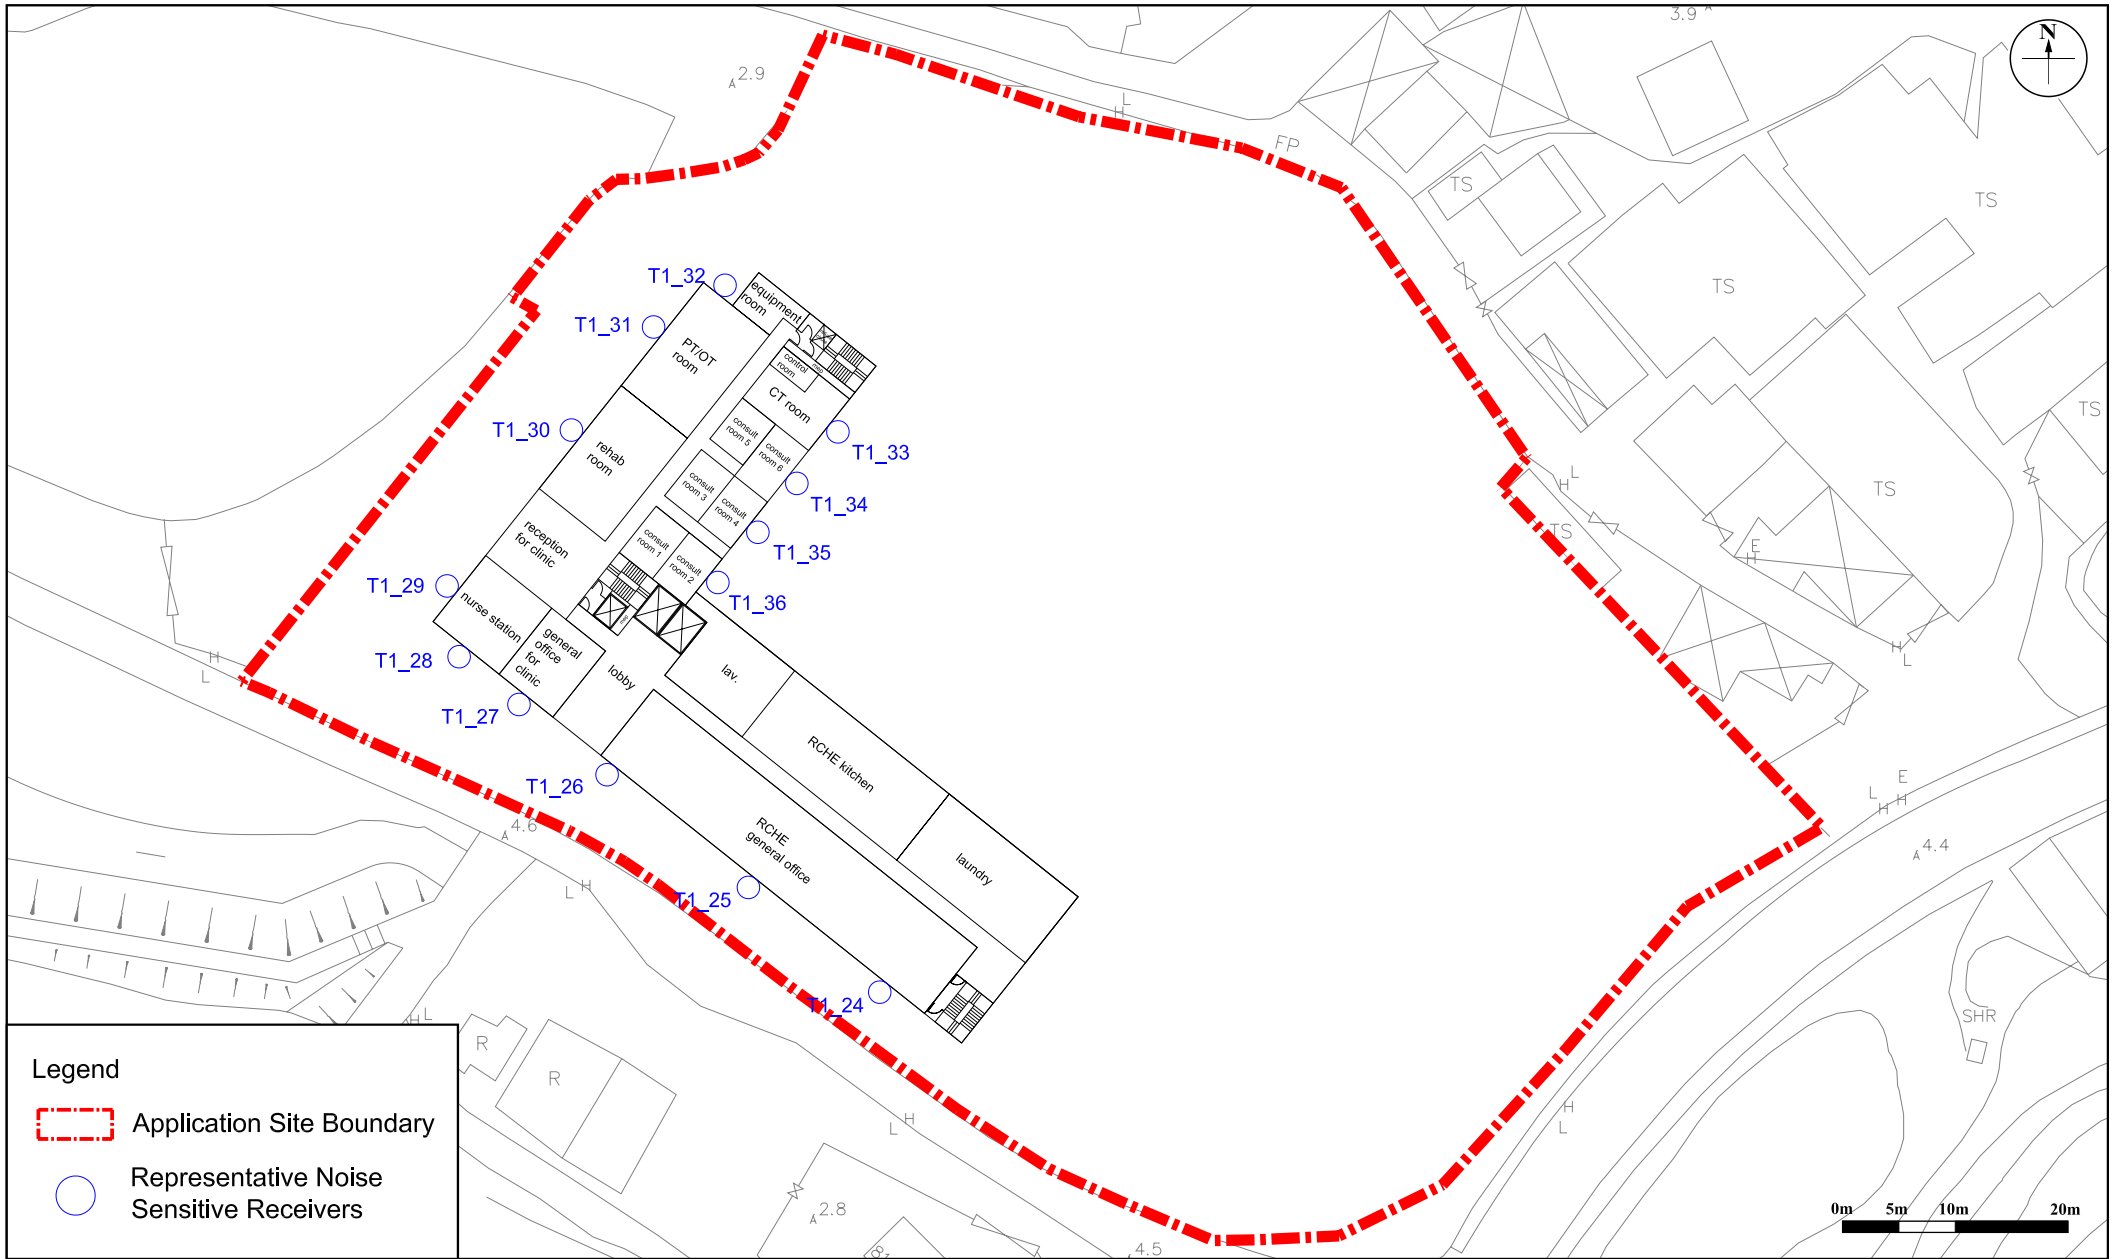 3.9
N
2.9
L
H
FP
TS
TS
TS
TS
TS
TS
T1_32
T1_31
T1_30
T1_29
T1_28
T1_27
T1_26
T1_25
T1_24
T1_33
T1_34
T1_35
T1_36
equipment
room
PT/OT
room
control
room
CT room
consult
room 5
consult
room 6
rehab
room
consult
room 3
consult
room 4
reception
for clinic
consult
room 1
consult
room 2
nurse station
general
office
for
clinic
lobby
lav.
RCHE kitchen
RCHE
general office
laundry
L
H
E
H
H
L
H
L
E
L
H
H
4.4
4.6
L
H
H
L
R
R
H
L
H
L
SHR
2.8
4.5
Legend
Application Site Boundary
Representative Noise
Sensitive Receivers
0m 5m 10m 20m